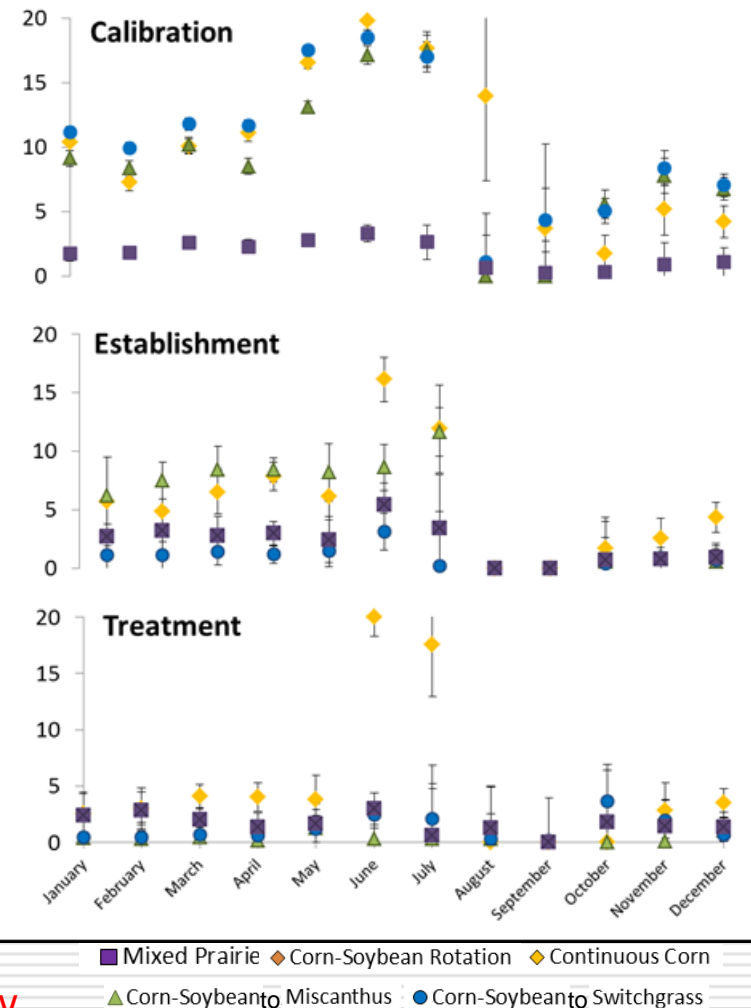 20
Calibration
15
10
5
0
20
Establishment
15
10
5
0
20
Treatment
15
10
5
0
January February March April May June July August September October November December
Mixed Prairie Corn-Soybean Rotation Continuous Corn
Corn-Soybean to Miscanthus Corn-Soybean to Switchgrass